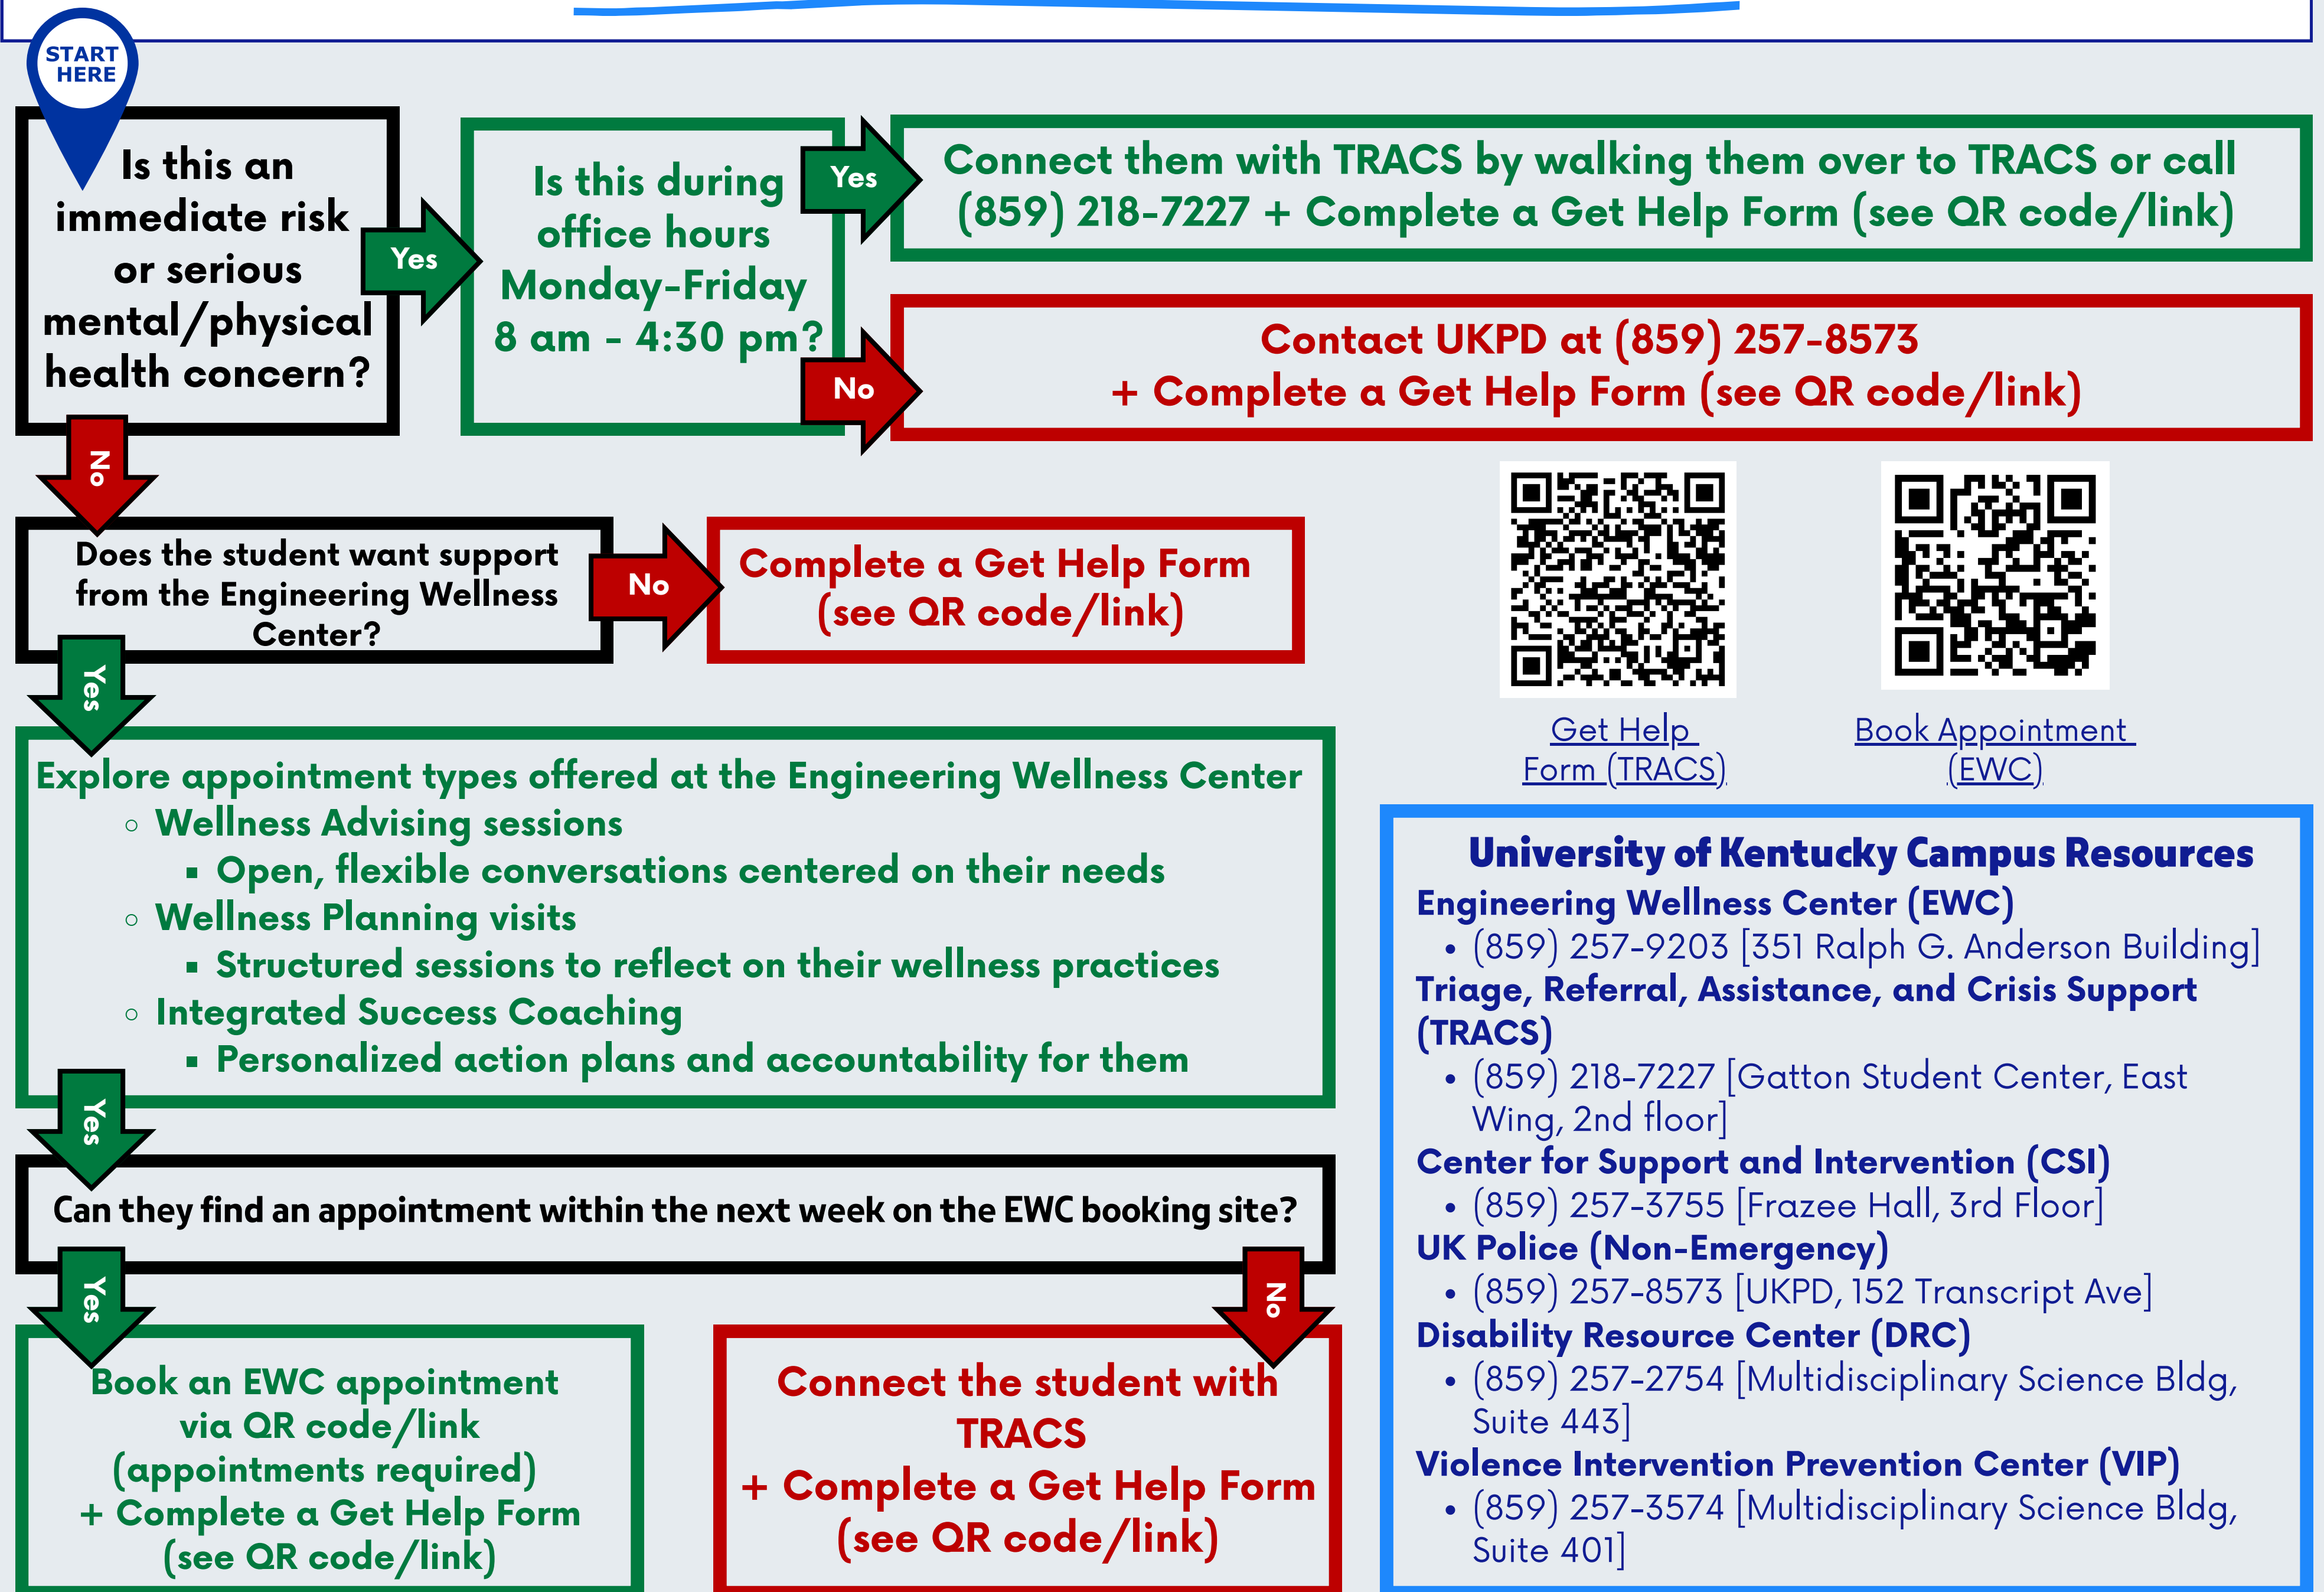 START
HERE
Is this an
immediate risk
or serious
mental/physical
health concern?
Yes
Is this during
office hours
Monday-Friday
8 am - 4:30 pm?
Yes
Connect them with TRACS by walking them over to TRACS or call
(859) 218-7227 + Complete a Get Help Form (see QR code/link)
No
Contact UKPD at (859) 257-8573
+ Complete a Get Help Form (see QR code/link)
No
Does the student want support
from the Engineering Wellness
Center?
No
Complete a Get Help Form
(see QR code/link)
Yes
Get Help
Form (TRACS)
Book Appointment
(EWC)
Explore appointment types offered at the Engineering Wellness Center
Wellness Advising sessions
Open, flexible conversations centered on their needs
Wellness Planning visits
Structured sessions to reflect on their wellness practices
Integrated Success Coaching
Personalized action plans and accountability for them
Yes
Can they find an appointment within the next week on the EWC booking site?
Yes
Book an EWC appointment
via QR code/link
(appointments required)
+ Complete a Get Help Form
(see QR code/link)
No
Connect the student with
TRACS
+ Complete a Get Help Form
(see QR code/link)
University of Kentucky Campus Resources
Engineering Wellness Center (EWC)
• (859) 257-9203 [351 Ralph G. Anderson Building]
Triage, Referral, Assistance, and Crisis Support
(TRACS)
• (859) 218-7227 [Gatton Student Center, East
Wing, 2nd floor]
Center for Support and Intervention (CSI)
• (859) 257-3755 [Frazee Hall, 3rd Floor]
UK Police (Non-Emergency)
• (859) 257-8573 [UKPD, 152 Transcript Ave]
Disability Resource Center (DRC)
• (859) 257-2754 [Multidisciplinary Science Bldg,
Suite 443]
Violence Intervention Prevention Center (VIP)
• (859) 257-3574 [Multidisciplinary Science Bldg,
Suite 401]